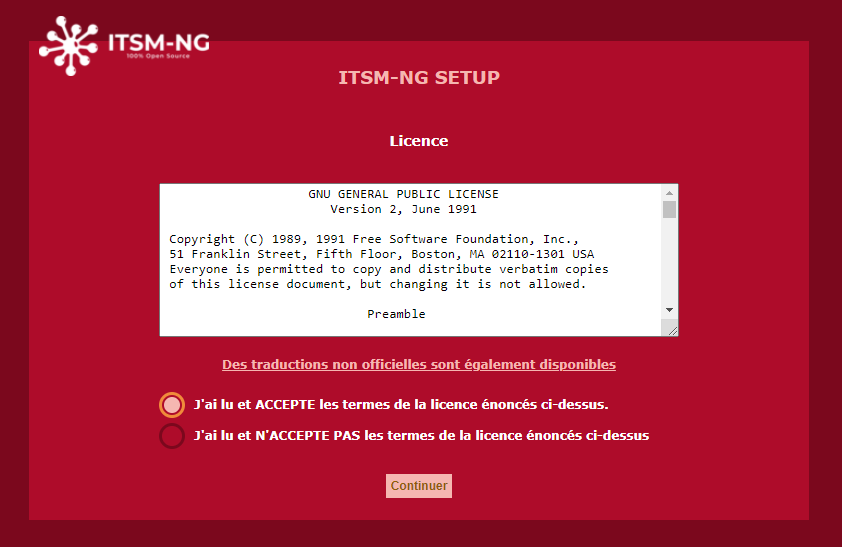 ITSM-NG
100% Open Source
ITSM-NG SETUP
Licence
GNU GENERAL PUBLIC LICENSE
Version 2, June 1991
Copyright (C) 1989, 1991 Free Software Foundation, Inc.,
51 Franklin Street, Fifth Floor, Boston, MA 02110-1301 USA
Everyone is permitted to copy and distribute verbatim copies
of this license document, but changing it is not allowed.
Preamble
Des traductions non officielles sont également disponibles
J'ai lu et ACCEPTE les termes de la licence énoncés ci-dessus.
J'ai lu et N'ACCEPTE PAS les termes de la licence énoncés ci-dessus
Continuer